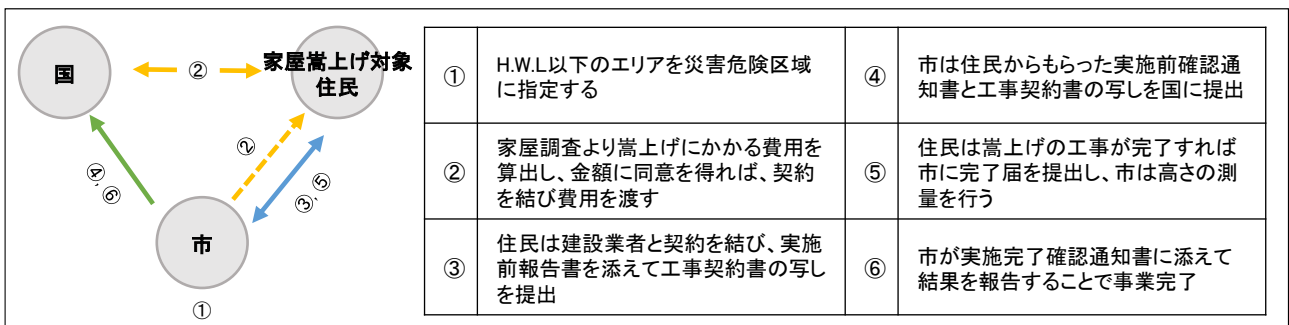 国
②
家屋嵩上げ対象
住民
②
④, ⑥
③, ⑤
市
①
①
H.W.L以下のエリアを災害危険区域
に指定する
④
市は住民からもらった実施前確認通
知書と工事契約書の写しを国に提出
②
家屋調査より嵩上げにかかる費用を
算出し、金額に同意を得れば、契約
を結び費用を渡す
⑤
住民は嵩上げの工事が完了すれば
市に完了届を提出し、市は高さの測
量を行う
③
住民は建設業者と契約を結び、実施
前報告書を添えて工事契約書の写し
を提出
⑥
市が実施完了確認通知書に添えて
結果を報告することで事業完了